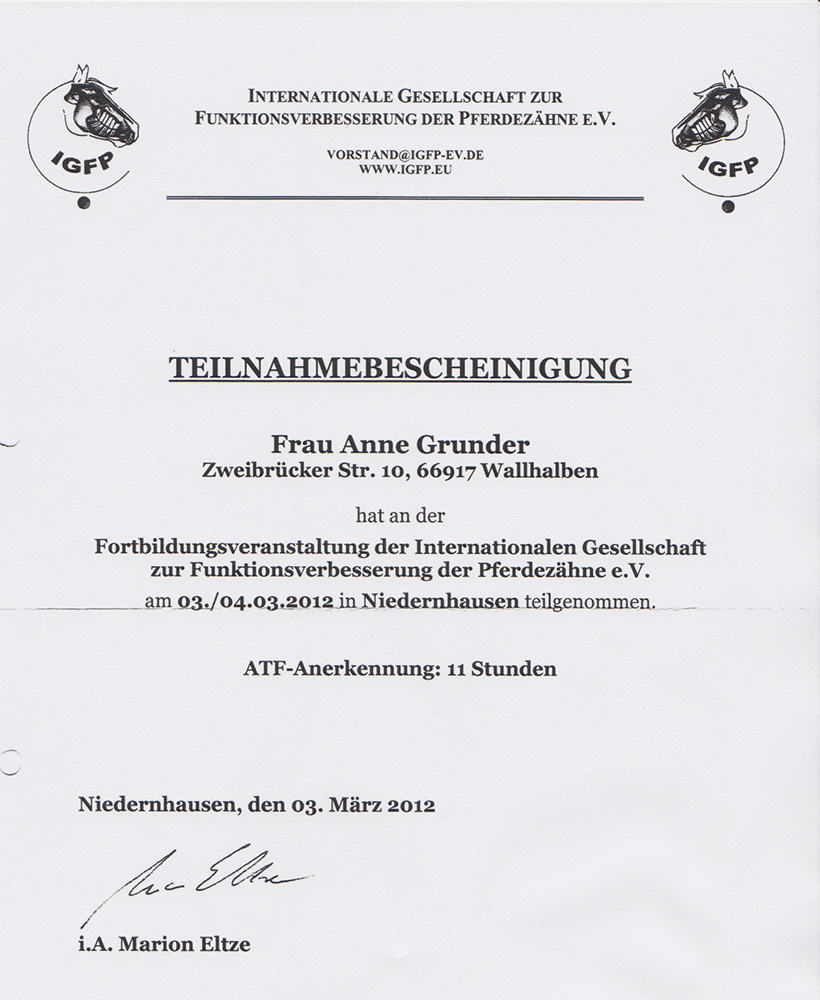 IGFP
INTERNATIONALE GESELLSCHAFT ZUR
FUNKTIONSVERBESSERUNG DER PFERDEZÄHNE E.V.
VORSTAND@IGFP-EV.DE
WWW.IGFP.EU
IGFP
TEILNAHMEBESCHEINIGUNG
Frau Anne Grunder
Zweibrücker Str. 10, 66917 Wallhalben
hat an der
Fortbildungsveranstaltung der Internationalen Gesellschaft
zur Funktionsverbesserung der Pferdezähne e.V.
am 03./04.03.2012 in Niedernhausen teilgenommen.
ATF-Anerkennung: 11 Stunden
Niedernhausen, den 03. März 2012
i.A. Marion Eltze